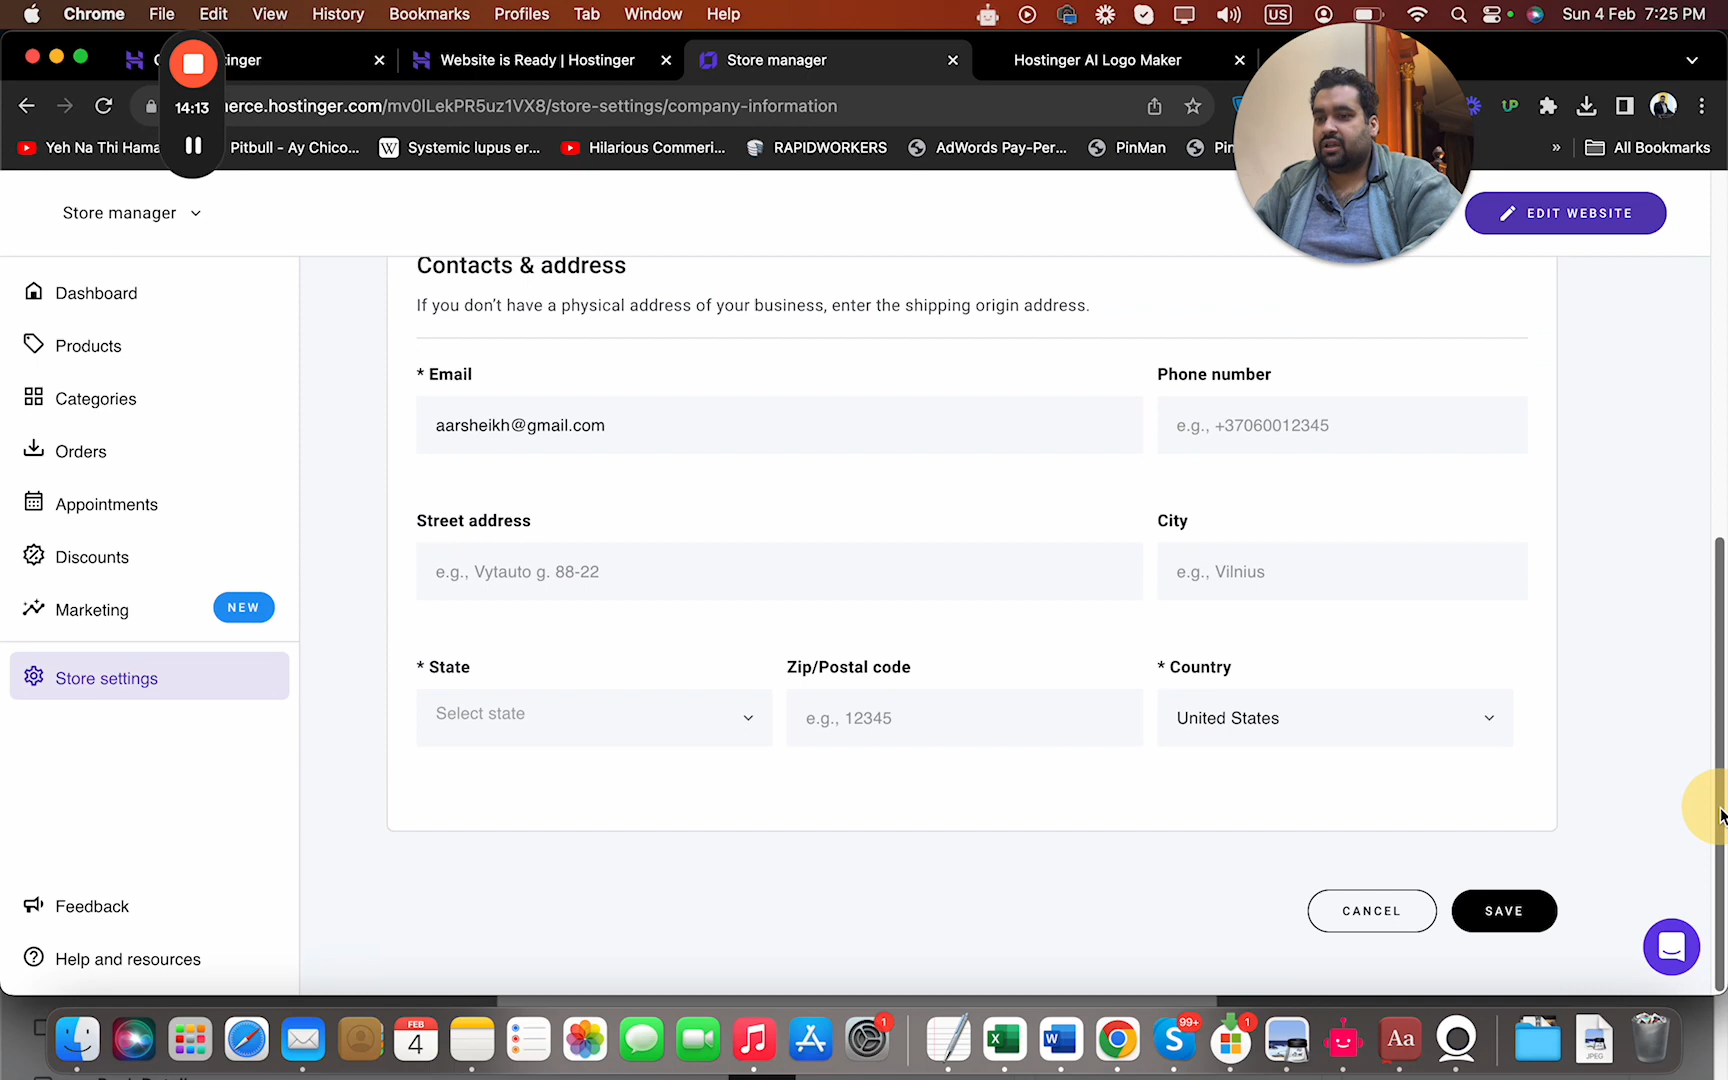 Chrome File Edit View History Bookmarks Profiles Tab Window Help US Sun 4 Feb 7:25 PM
tinger Website is Ready | Hostinger Store manager Hostinger AI Logo Maker
14:13 erce.hostinger.com/mv0lLekPR5uz1VX8/store-settings/company-information
Yeh Na Thi Hama Pitbull - Ay Chico... Systemic lupus er... Hilarious Commeri... RAPIDWORKERS AdWords Pay-Per... PinMan Pin » All Bookmarks
Store manager EDIT WEBSITE
Contacts & address
If you don't have a physical address of your business, enter the shipping origin address.
Dashboard
Products
Categories
Orders
Appointments
Discounts
Marketing NEW
Store settings
Feedback
Help and resources
* Email Phone number
aarsheikh@gmail.com e.g., +37060012345
Street address City
e.g., Vytauto g. 88-22 e.g., Vilnius
* State Zip/Postal code * Country
Select state e.g., 12345 United States
CANCEL SAVE
FEB
4
1
99+
1
X W S Aa
JPEG